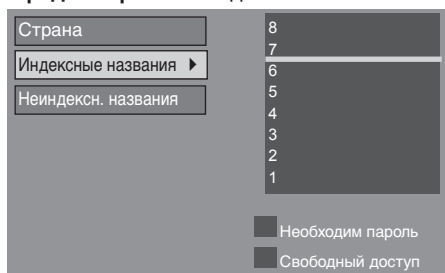 Страна
Индексные названия
Неиндексн. названия
8
7
6
5
4
3
2
1
Необходим пароль
Свободный доступ